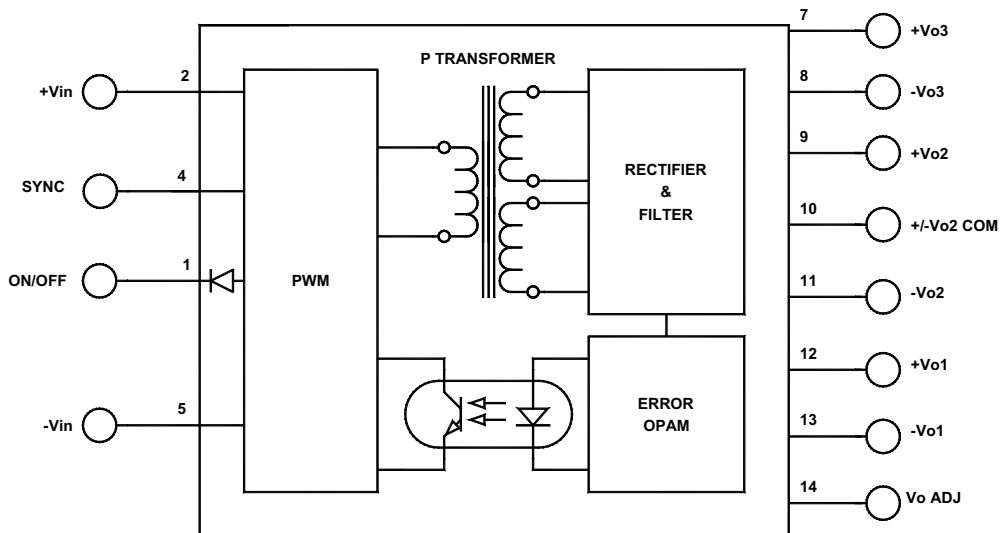 7
+Vo3
P TRANSFORMER
2
+Vin
8
-Vo3
9
+Vo2
SYNC
4
RECTIFIER
&
FILTER
10
+/-Vo2 COM
ON/OFF
1
PWM
11
-Vo2
12
+Vo1
-Vin
5
ERROR
OPAM
13
-Vo1
14
Vo ADJ